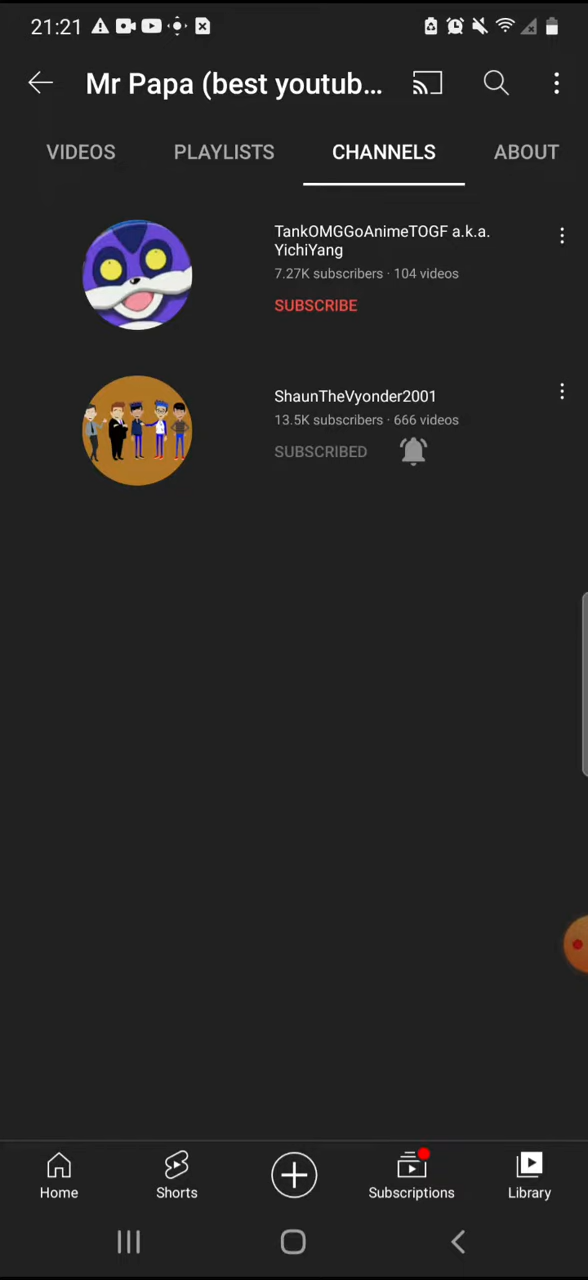 21:21
Mr Papa (best youtub...
VIDEOS PLAYLISTS CHANNELS ABOUT
TankOMGGoAnimeTOGF a.k.a.
YichiYang
7.27K subscribers · 104 videos
SUBSCRIBE
ShaunTheVyonder2001
13.5K subscribers · 666 videos
SUBSCRIBED
Home Shorts Subscriptions Library